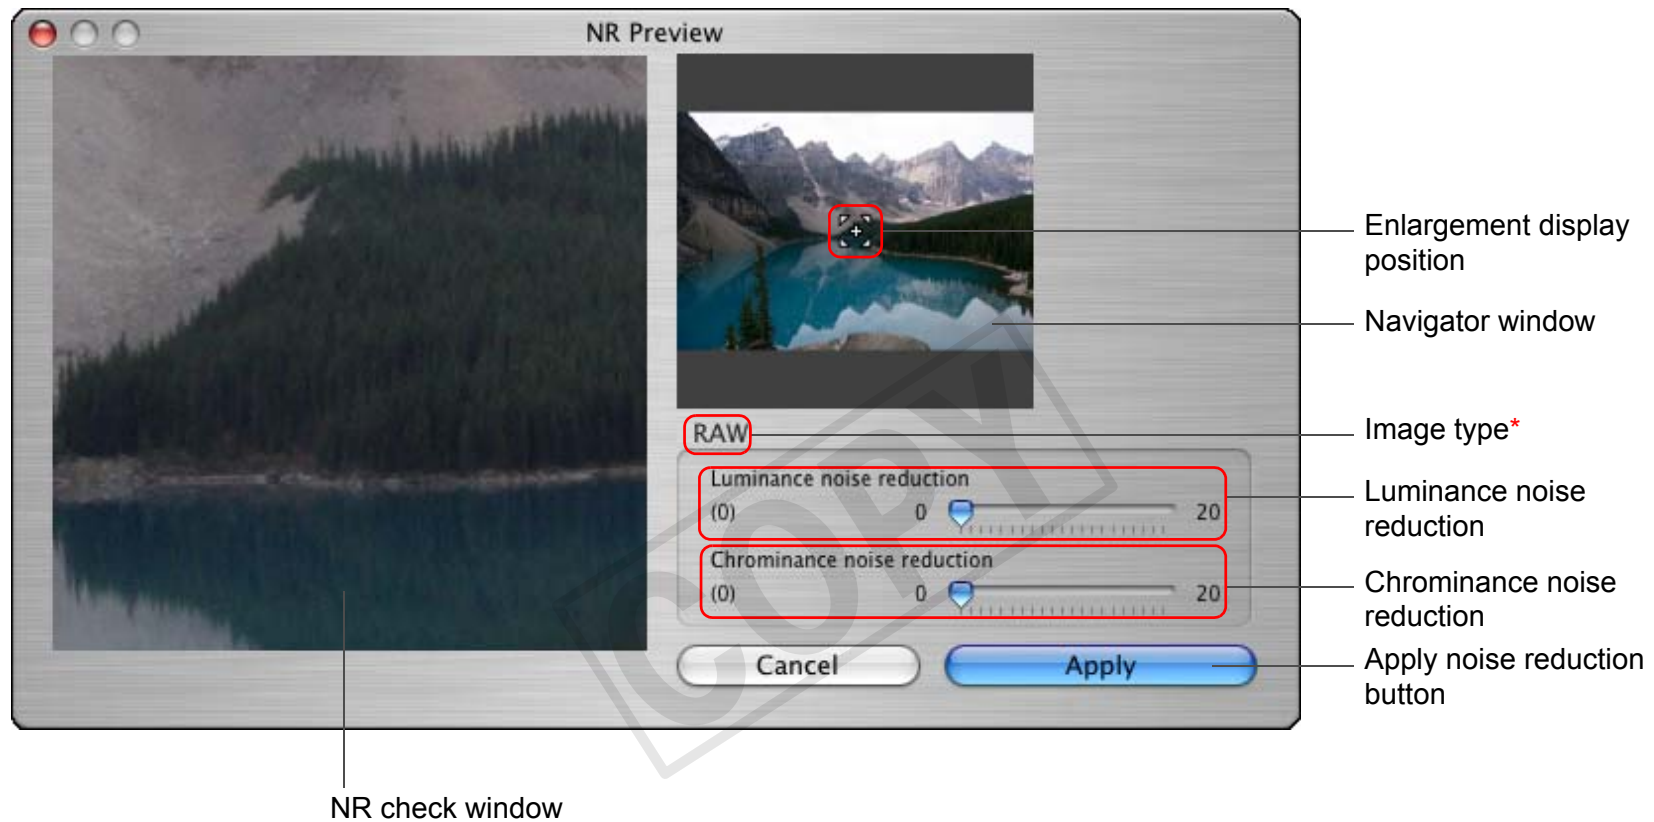 NR Preview
Enlargement display
position
Navigator window
RAW
Image type*
Luminance noise reduction
(0) 0 20
Luminance noise
reduction
Chrominance noise reduction
(0) 0 20
Chrominance noise
reduction
Cancel
Apply
Apply noise reduction
button
NR check window
COPY